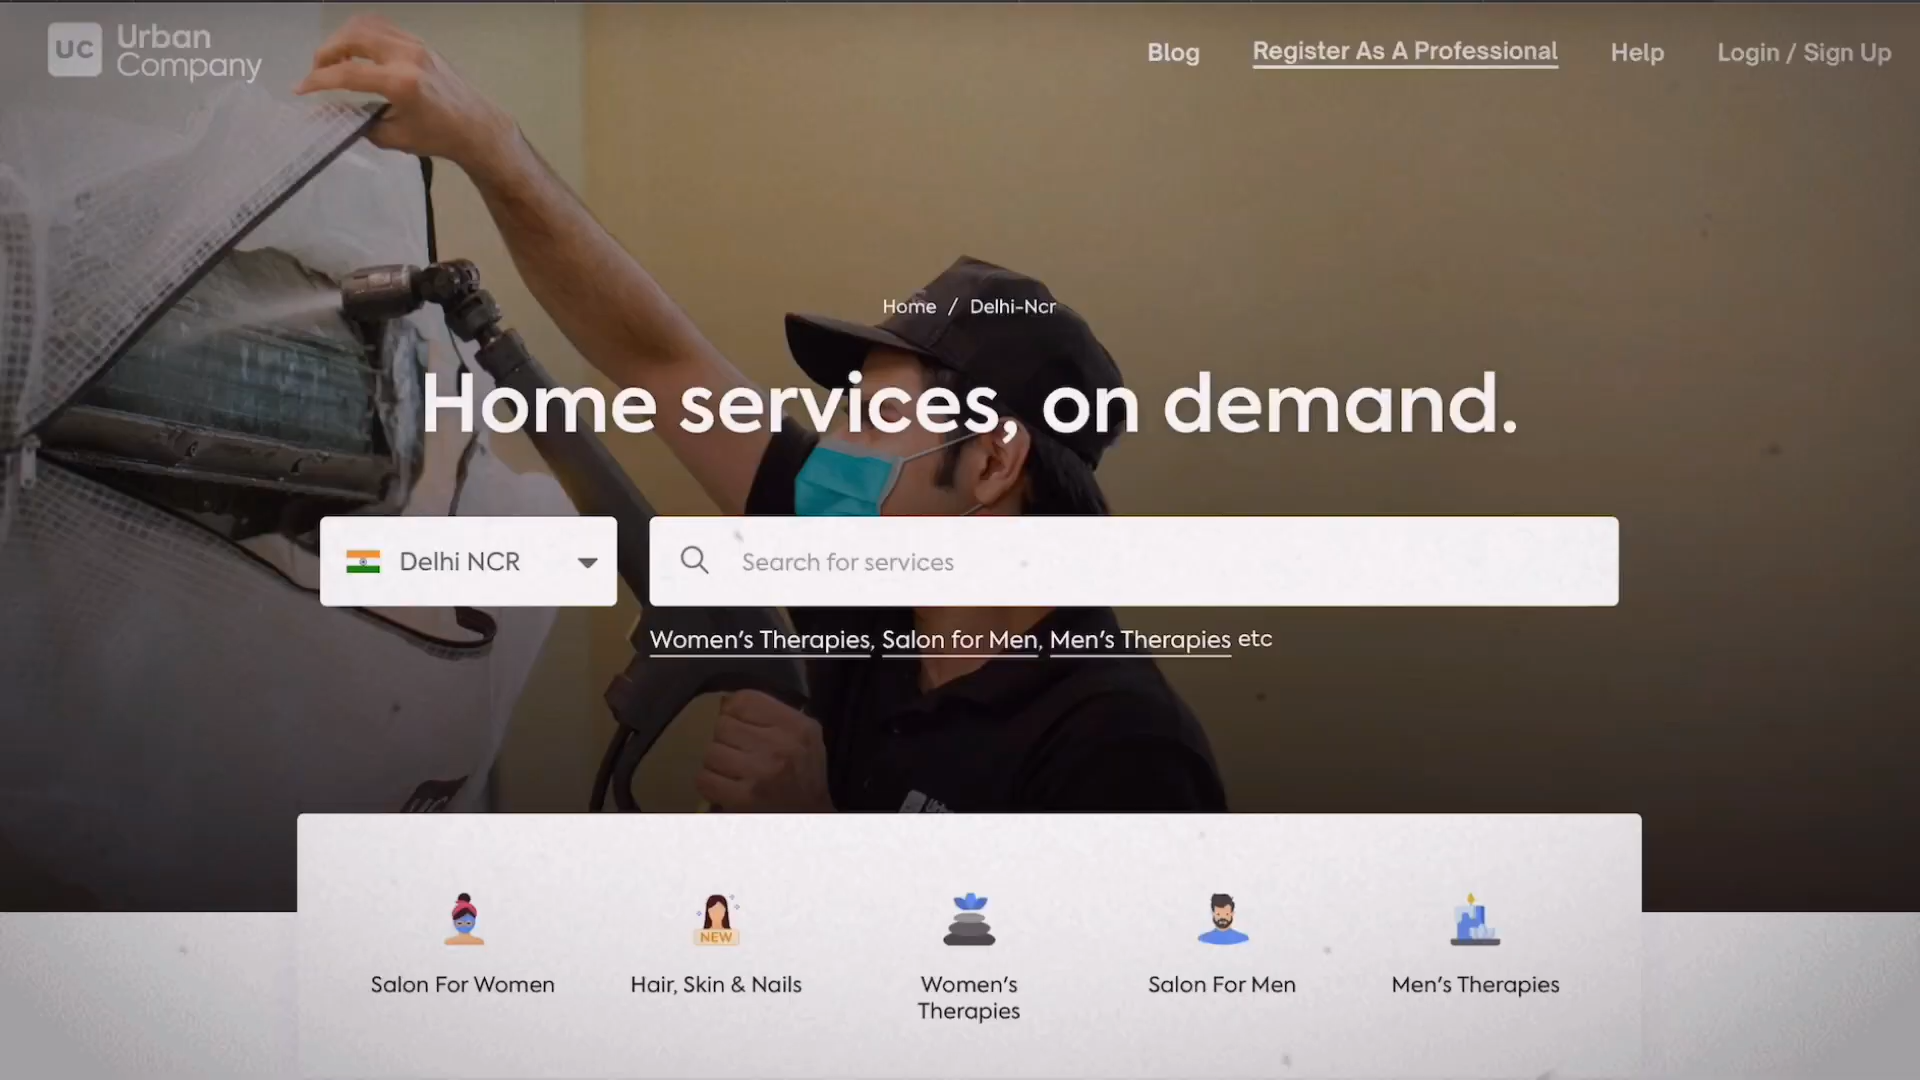 UC Urban
Company
Blog
Register As A Professional
Help
Login / Sign Up
Home / Delhi-Ncr
Home services, on demand.
Delhi NCR
Search for services
Women's Therapies, Salon for Men, Men's Therapies etc
UC
NEW
Salon For Women
Hair, Skin & Nails
Women's
Therapies
Salon For Men
Men's Therapies